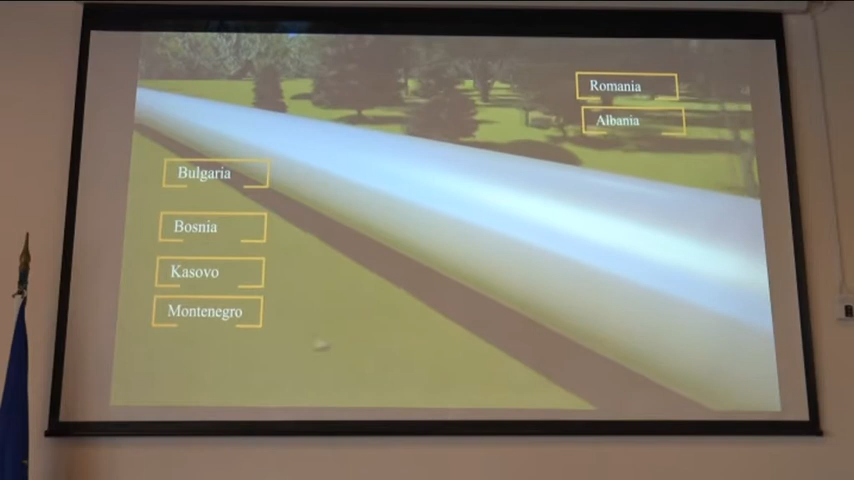 Romania
Albania
Bulgaria
Bosnia
Kasovo
Montenegro